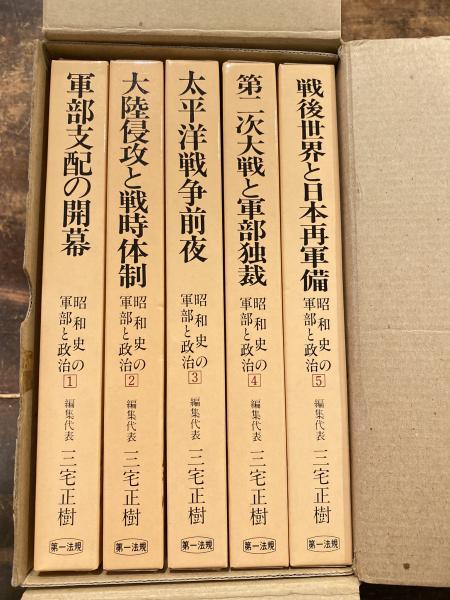 軍部支配の開幕
昭和史の
軍部と政治
1
編集代表 三宅正樹
第一法規
大陸侵攻と戦時体制
昭和史の
軍部と政治
2
編集代表 三宅正樹
第一法規
太平洋戦争前夜
昭和史の
軍部と政治
3
編集代表 三宅正樹
第一法規
第二次大戦と軍部独裁
昭和史の
軍部と政治
4
編集代表 三宅正樹
第一法規
戦後世界と日本再軍備
昭和史の
軍部と政治
5
編集代表 三宅正樹
第一法規